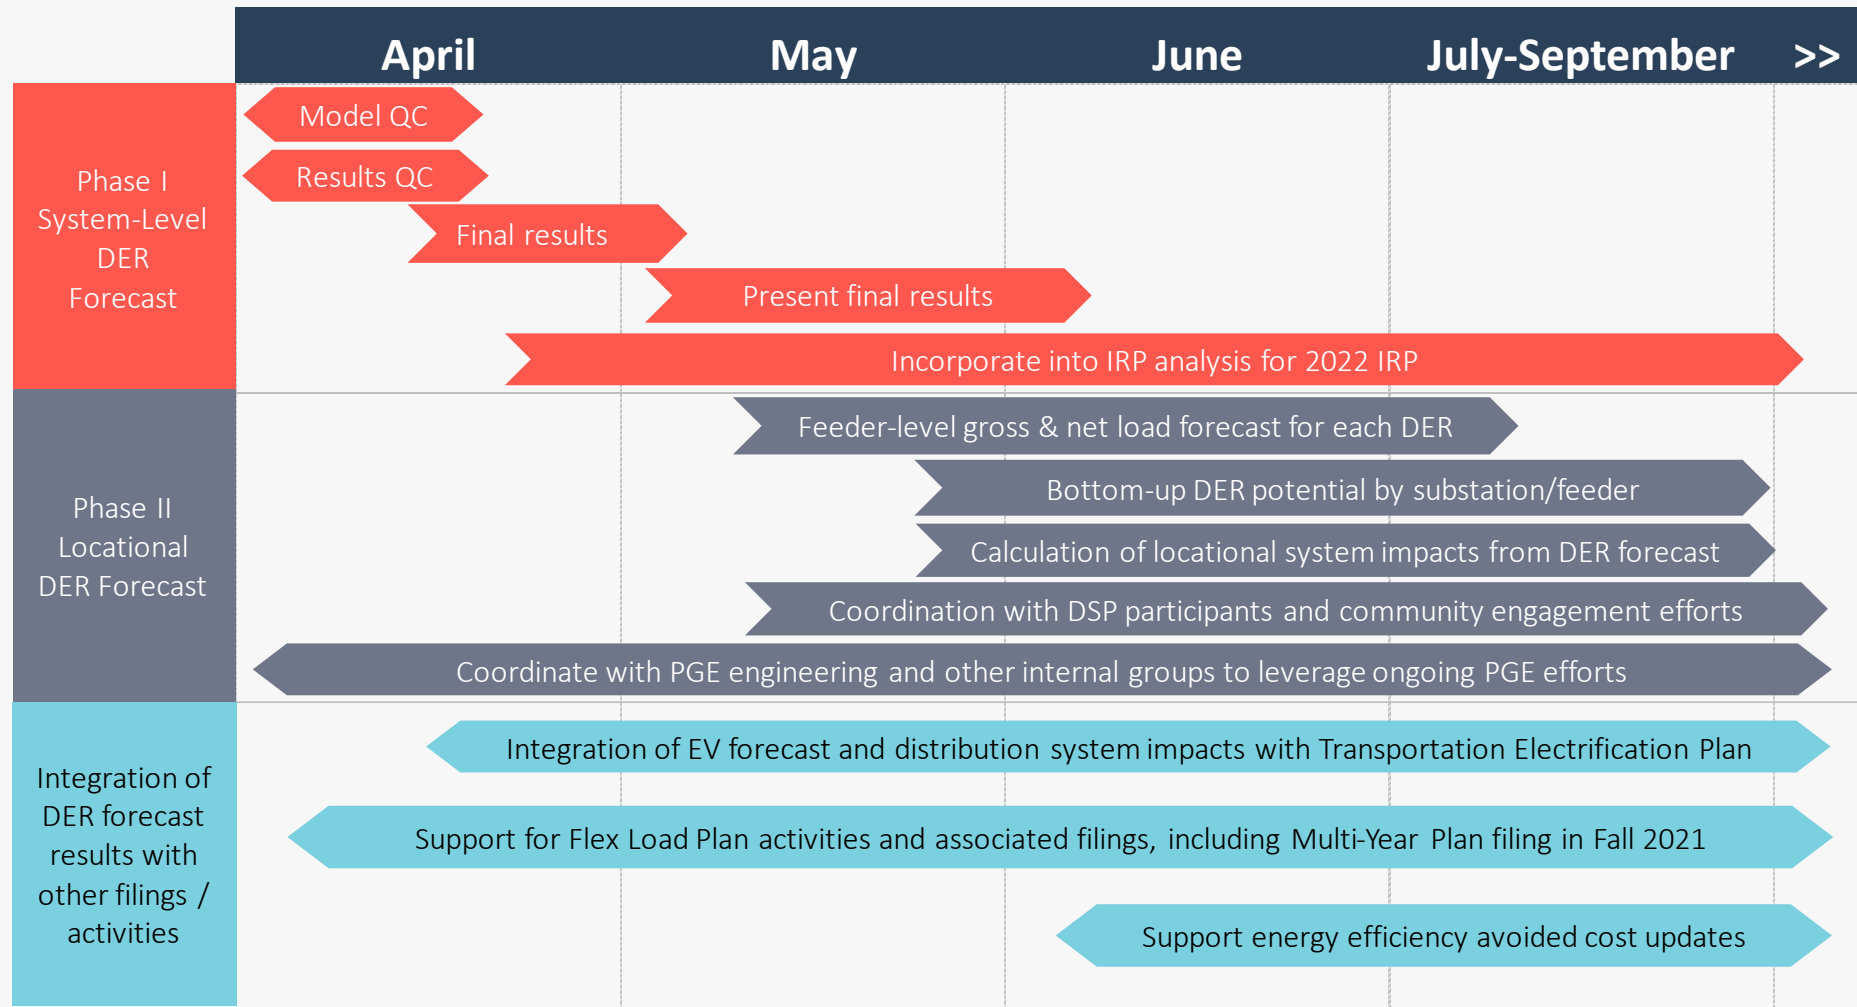 April May June July-September >>
Phase I
System-Level
DER
Forecast
Model QC
Results QC
Final results
Present final results
Incorporate into IRP analysis for 2022 IRP
Phase II
Locational
DER Forecast
Feeder-level gross & net load forecast for each DER
Bottom-up DER potential by substation/feeder
Calculation of locational system impacts from DER forecast
Coordination with DSP participants and community engagement efforts
Coordinate with PGE engineering and other internal groups to leverage ongoing PGE efforts
Integration of
DER forecast
results with
other filings /
activities
Integration of EV forecast and distribution system impacts with Transportation Electrification Plan
Support for Flex Load Plan activities and associated filings, including Multi-Year Plan filing in Fall 2021
Support energy efficiency avoided cost updates